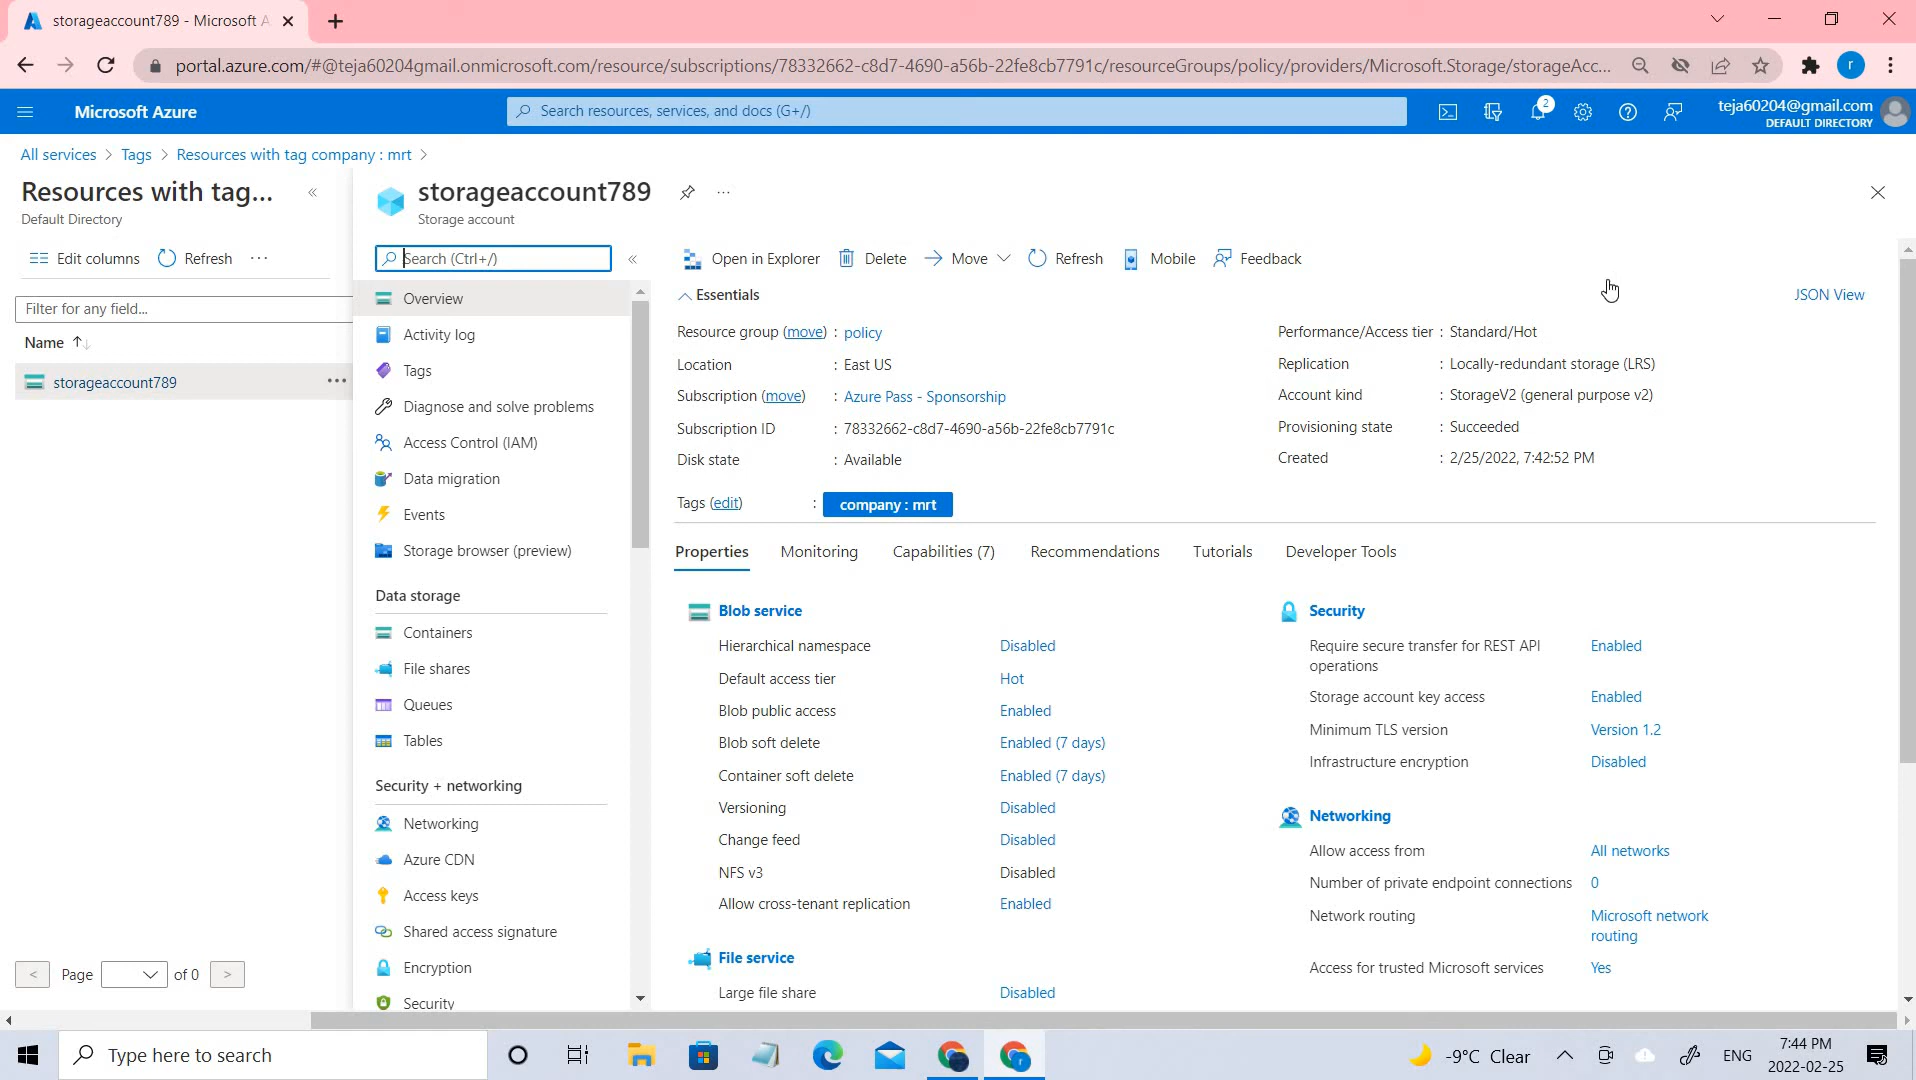 storageaccount789 - Microsoft A
portal.azure.com/#@teja60204gmail.onmicrosoft.com/resource/subscriptions/78332662-c8d7-4690-a56b-22fe8cb7791c/resourceGroups/policy/providers/Microsoft.Storage/storageAcc...
r
Microsoft Azure
Search resources, services, and docs (G+/)
2
teja60204@gmail.com
DEFAULT DIRECTORY
All services > Tags > Resources with tag company : mrt >
Resources with tag...
Default Directory
Edit columns
Refresh
Filter for any field...
Name
storageaccount789
< Page of 0 >
storageaccount789
Storage account
Search (Ctrl+/)
Overview
Activity log
Tags
Diagnose and solve problems
Access Control (IAM)
Data migration
Events
Storage browser (preview)
Data storage
Containers
File shares
Queues
Tables
Security + networking
Networking
Azure CDN
Access keys
Shared access signature
Encryption
Security
Open in Explorer
Delete
Move
Refresh
Mobile
Feedback
Essentials
JSON View
Resource group (move) : policy
Location : East US
Subscription (move) : Azure Pass - Sponsorship
Subscription ID : 78332662-c8d7-4690-a56b-22fe8cb7791c
Disk state : Available
Performance/Access tier : Standard/Hot
Replication : Locally-redundant storage (LRS)
Account kind : StorageV2 (general purpose v2)
Provisioning state : Succeeded
Created : 2/25/2022, 7:42:52 PM
Tags (edit) : company : mrt
Properties
Monitoring
Capabilities (7)
Recommendations
Tutorials
Developer Tools
Blob service
Hierarchical namespace Disabled
Default access tier Hot
Blob public access Enabled
Blob soft delete Enabled (7 days)
Container soft delete Enabled (7 days)
Versioning Disabled
Change feed Disabled
NFS v3 Disabled
Allow cross-tenant replication Enabled
File service
Large file share Disabled
Security
Require secure transfer for REST API Enabled
operations
Storage account key access Enabled
Minimum TLS version Version 1.2
Infrastructure encryption Disabled
Networking
Allow access from All networks
Number of private endpoint connections 0
Network routing Microsoft network
routing
Access for trusted Microsoft services Yes
Type here to search
r
-9°C Clear
ENG
7:44 PM
2022-02-25